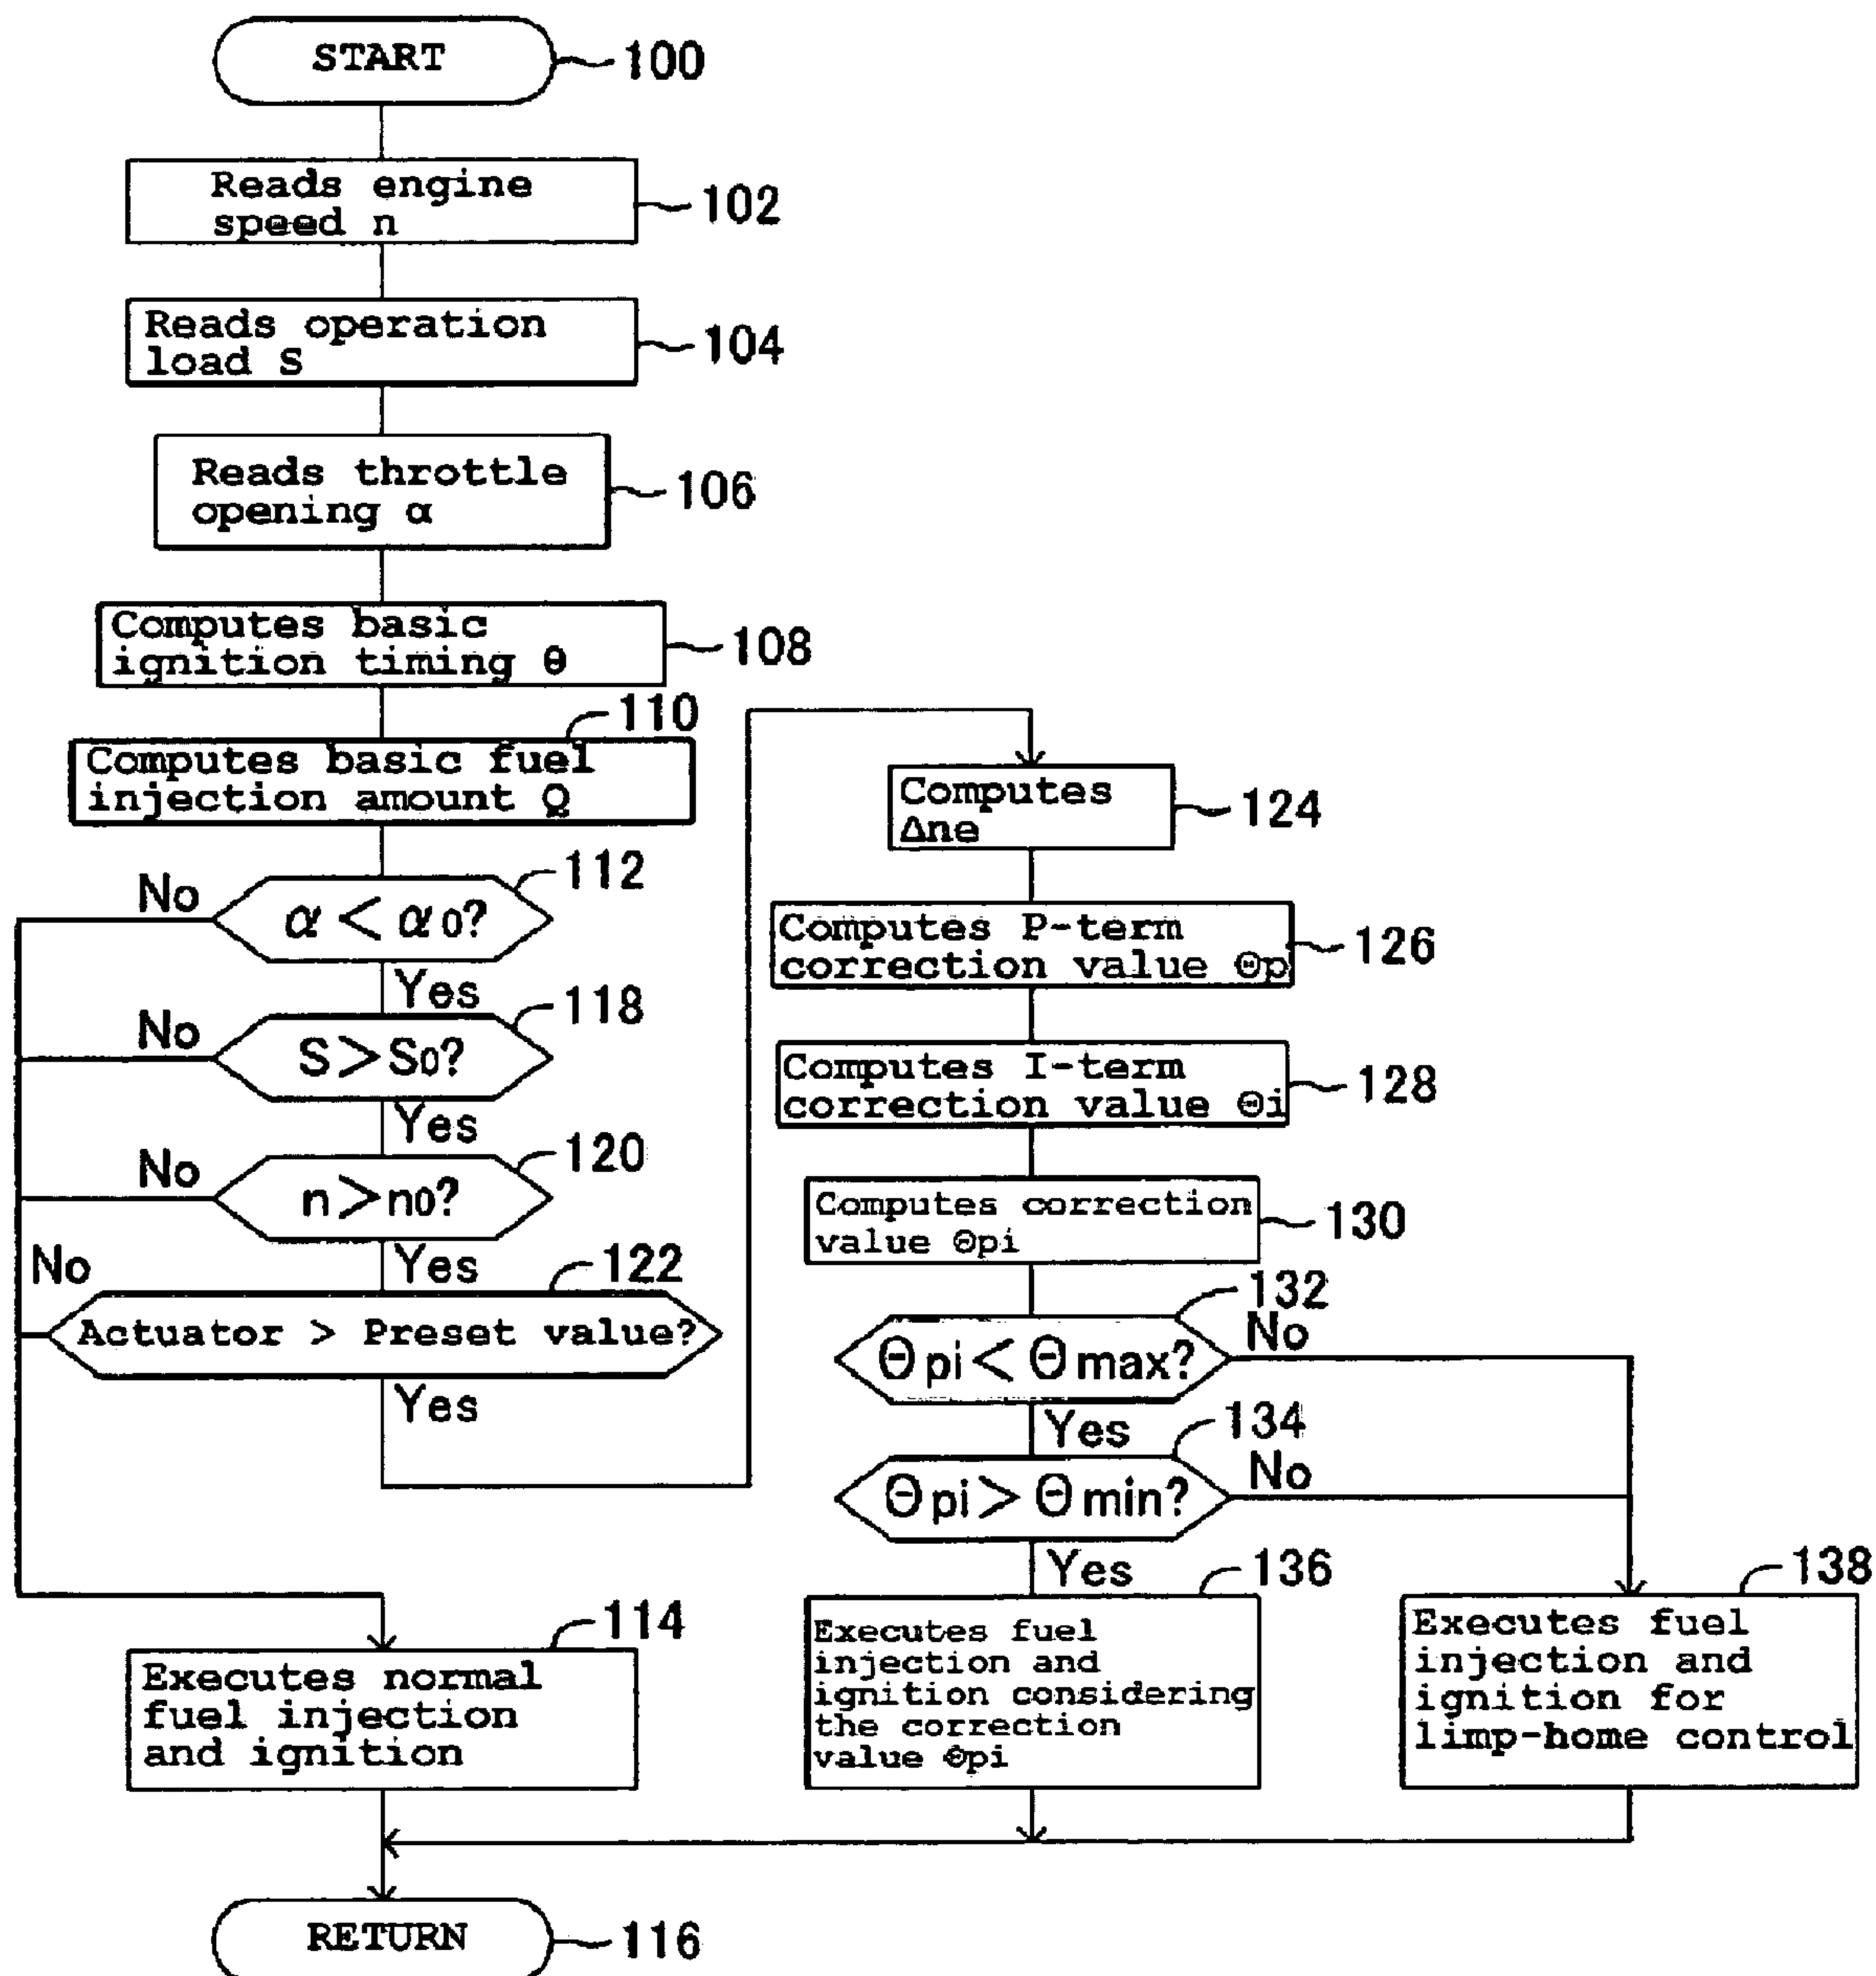 START
100
Reads engine
speed n
102
Reads operation
load S
104
Reads throttle
opening α
106
Computes basic
ignition timing θ
108
110
Computes basic fuel
injection amount Q
112
No
α < α0?
Yes
118
No
S > S0?
Yes
120
No
n > n0?
Yes
122
No
Actuator > Preset value?
Yes
114
Executes normal
fuel injection
and ignition
RETURN
116
Computes
Δne
124
Computes P-term
correction value Θp
126
Computes I-term
correction value Θi
128
Computes correction
value Θpi
130
132
Θpi < Θmax?
No
Yes
134
Θpi > Θmin?
No
Yes
136
Executes fuel
injection and
ignition considering
the correction
value Θpi
138
Executes fuel
injection and
ignition for
limp-home control